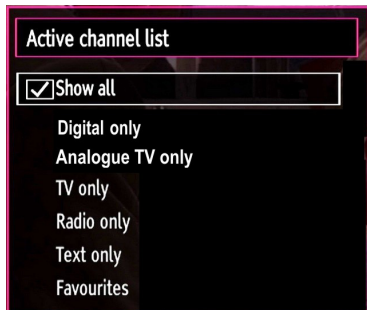 Active channel list
Show all
Digital only
Analogue TV only
TV only
Radio only
Text only
Favourites